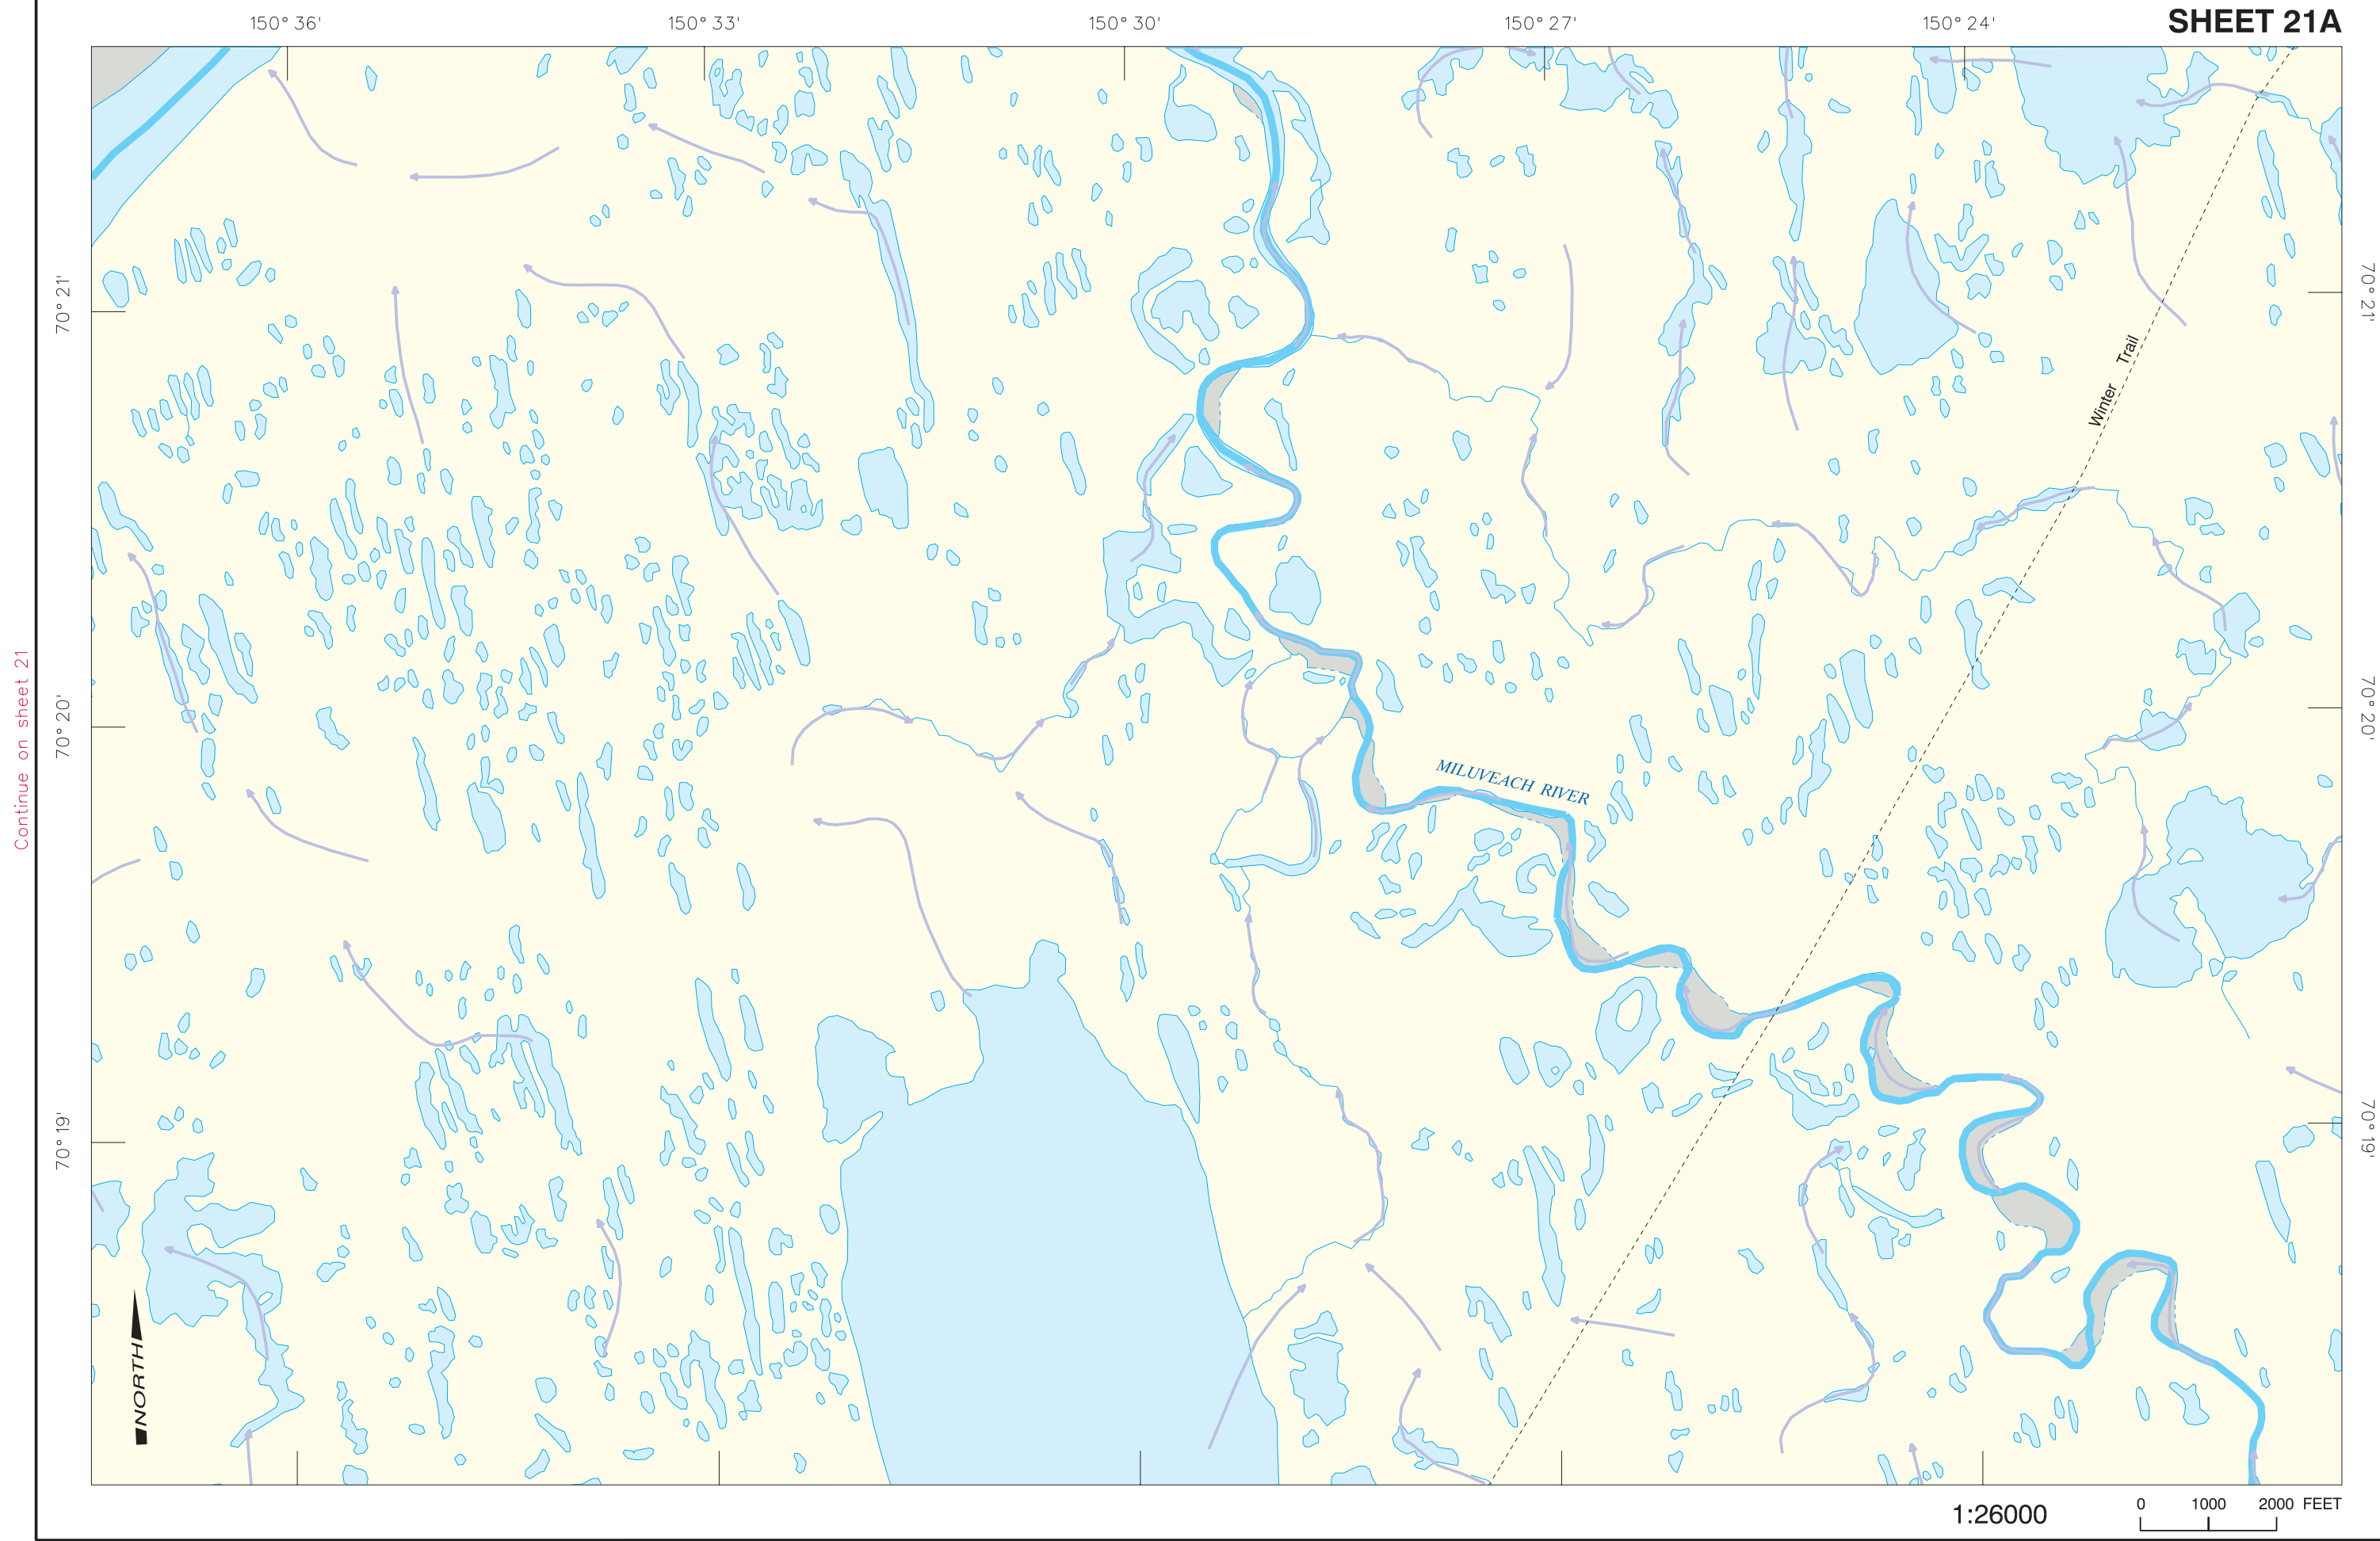 SHEET 21A
150° 36'
150° 33'
150° 30'
150° 27'
150° 24'
70° 21'
70° 21'
Winter Trail
Continue on sheet 21
70° 20'
70° 20'
MILUVEACH RIVER
70° 19'
70° 19'
NORTH
1:26000
0 1000 2000 FEET